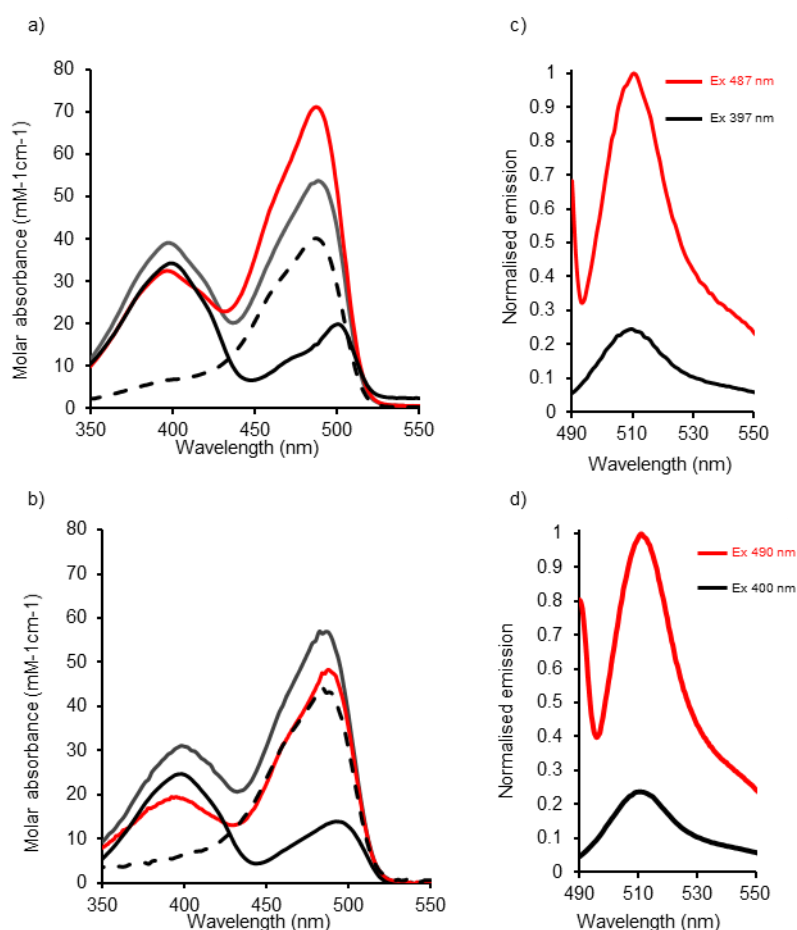 a)
80
70
60
50
40
30
20
10
0
Molar absorbance (mM-1cm-1)
350 400 450 500 550
Wavelength (nm)
c)
1
0.9
0.8
0.7
0.6
0.5
0.4
0.3
0.2
0.1
0
Normalised emission
490 510 530 550
Wavelength (nm)
Ex 487 nm
Ex 397 nm
b)
80
70
60
50
40
30
20
10
0
Molar absorbance (mM-1cm-1)
350 400 450 500 550
Wavelength (nm)
d)
1
0.9
0.8
0.7
0.6
0.5
0.4
0.3
0.2
0.1
0
Normalised emission
490 510 530 550
Wavelength (nm)
Ex 490 nm
Ex 400 nm